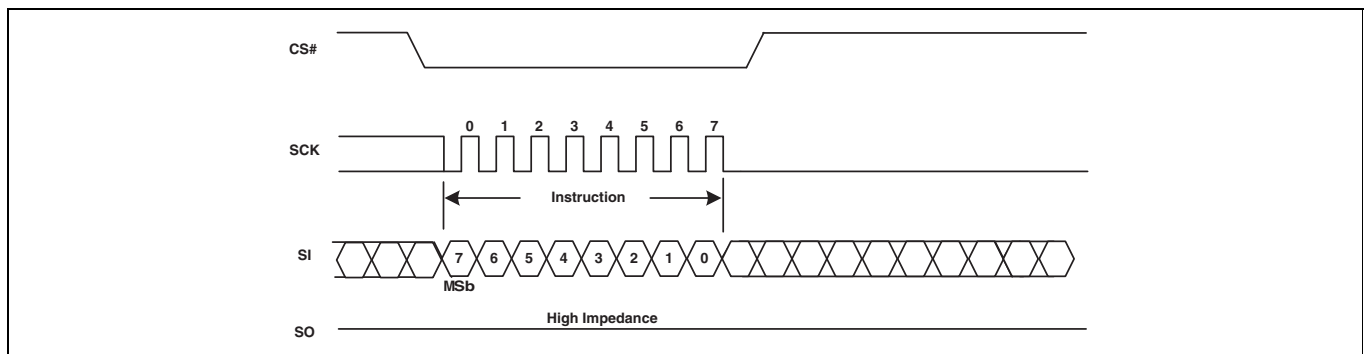 CS#
0 1 2 3 4 5 6 7
SCK
Instruction
SI 7 6 5 4 3 2 1 0
MSb
High Impedance
SO